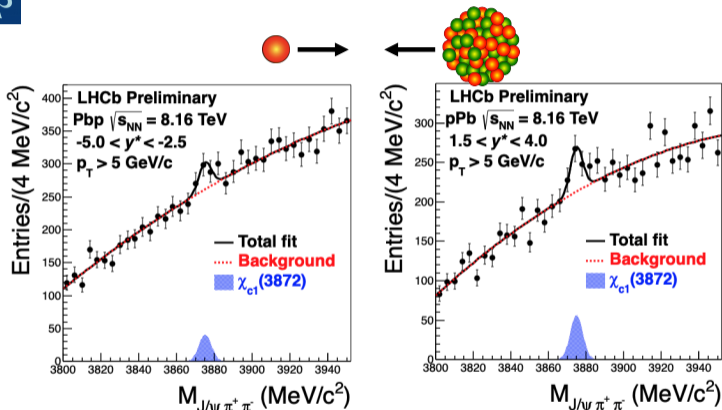 LHCb Preliminary
Pbp √sNN = 8.16 TeV
-5.0 < y* < -2.5
pT > 5 GeV/c
Entries/(4 MeV/c²)
400
350
300
250
200
150
100
50
0
Total fit
Background
χc1(3872)
3800 3820 3840 3860 3880 3900 3920 3940
M J/ψ π⁺ π⁻ (MeV/c²)
LHCb Preliminary
pPb √sNN = 8.16 TeV
1.5 < y* < 4.0
pT > 5 GeV/c
Entries/(4 MeV/c²)
300
250
200
150
100
50
0
Total fit
Background
χc1(3872)
3800 3820 3840 3860 3880 3900 3920 3940
M J/ψ π⁺ π⁻ (MeV/c²)